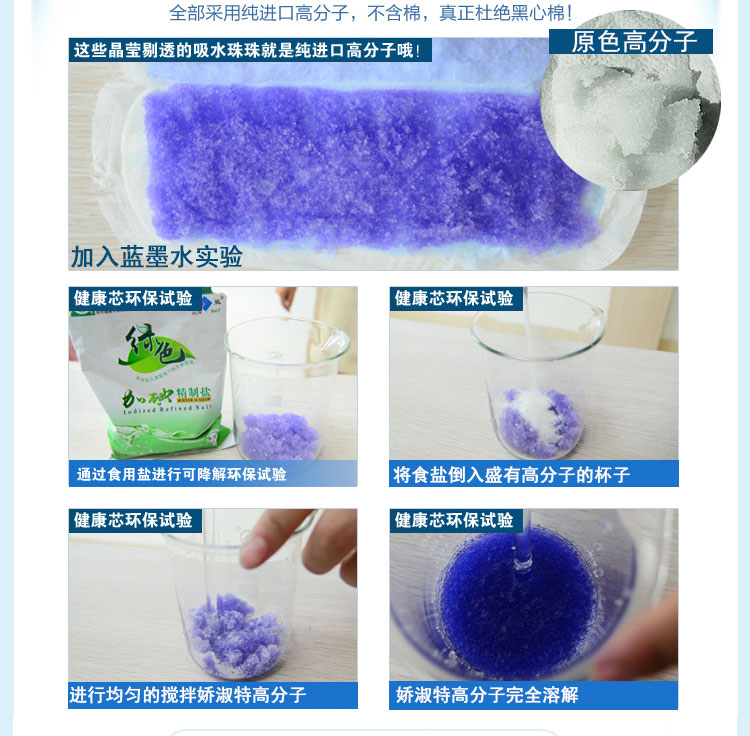 全部采用纯进口高分子，不含棉，真正杜绝黑心棉！
这些晶莹剔透的吸水珠珠就是纯进口高分子哦！
原色高分子
加入蓝墨水实验
健康芯环保试验
绿色
加碘精制盐
Iodized Refined Salt
通过食用盐进行可降解环保试验
健康芯环保试验
将食盐倒入盛有高分子的杯子
健康芯环保试验
进行均匀的搅拌娇淑特高分子
健康芯环保试验
娇淑特高分子完全溶解